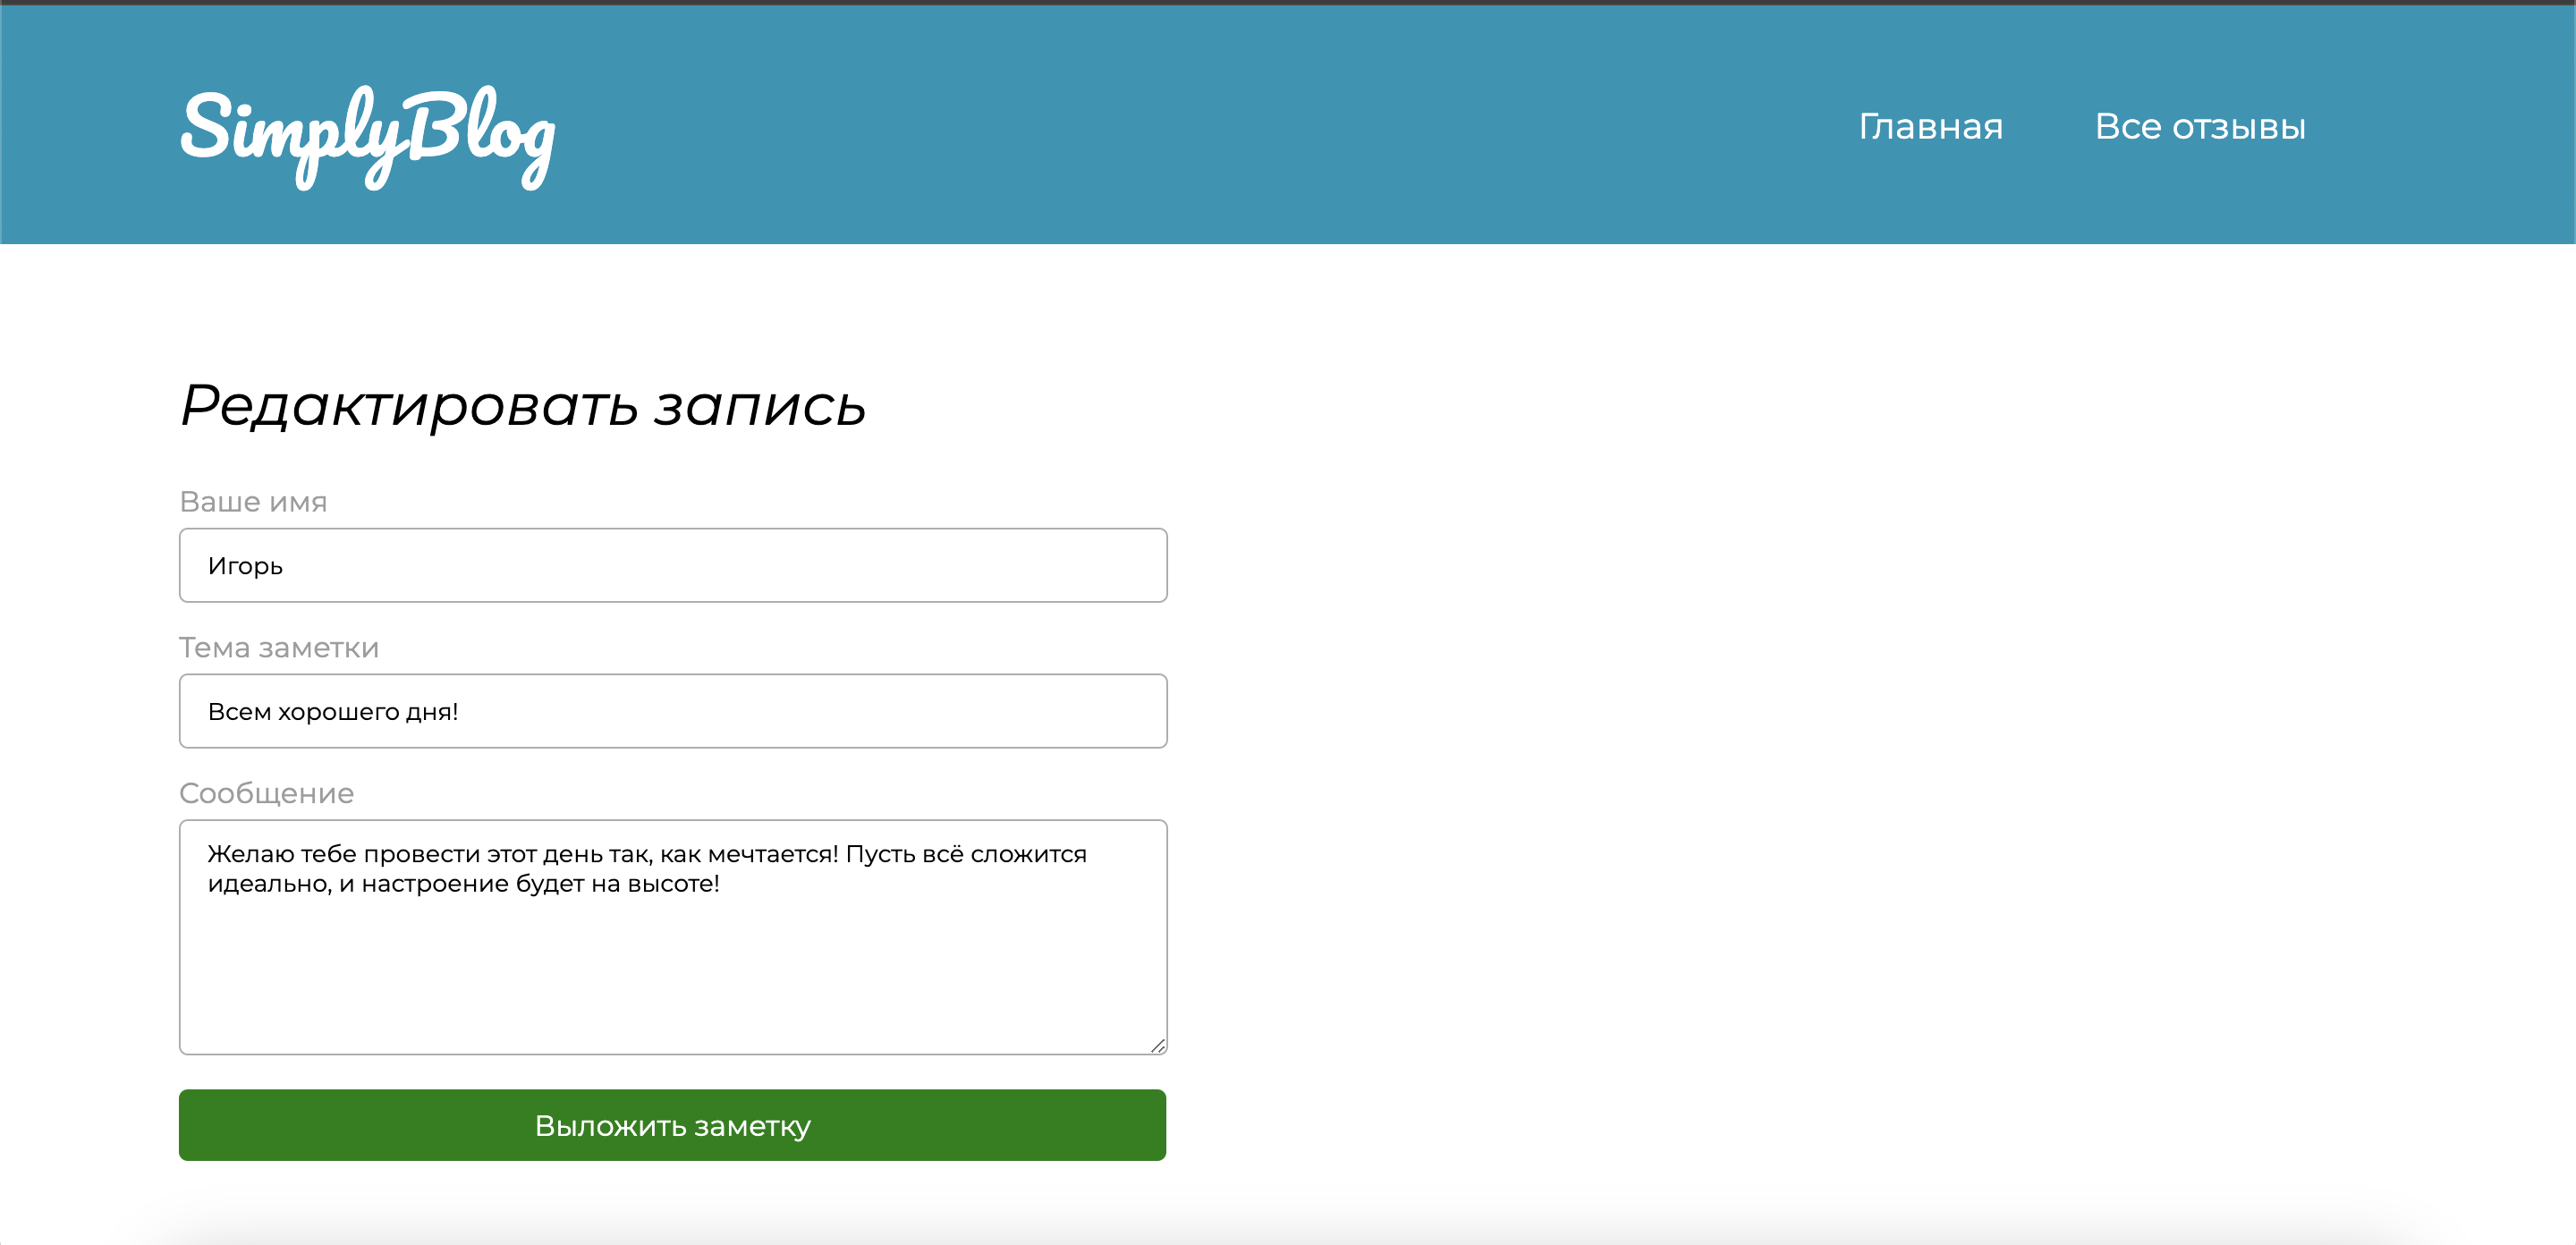 SimplyBlog
Главная
Все отзывы
Редактировать запись
Ваше имя
Игорь
Тема заметки
Всем хорошего дня!
Сообщение
Желаю тебе провести этот день так, как мечтается! Пусть всё сложится
идеально, и настроение будет на высоте!
Выложить заметку